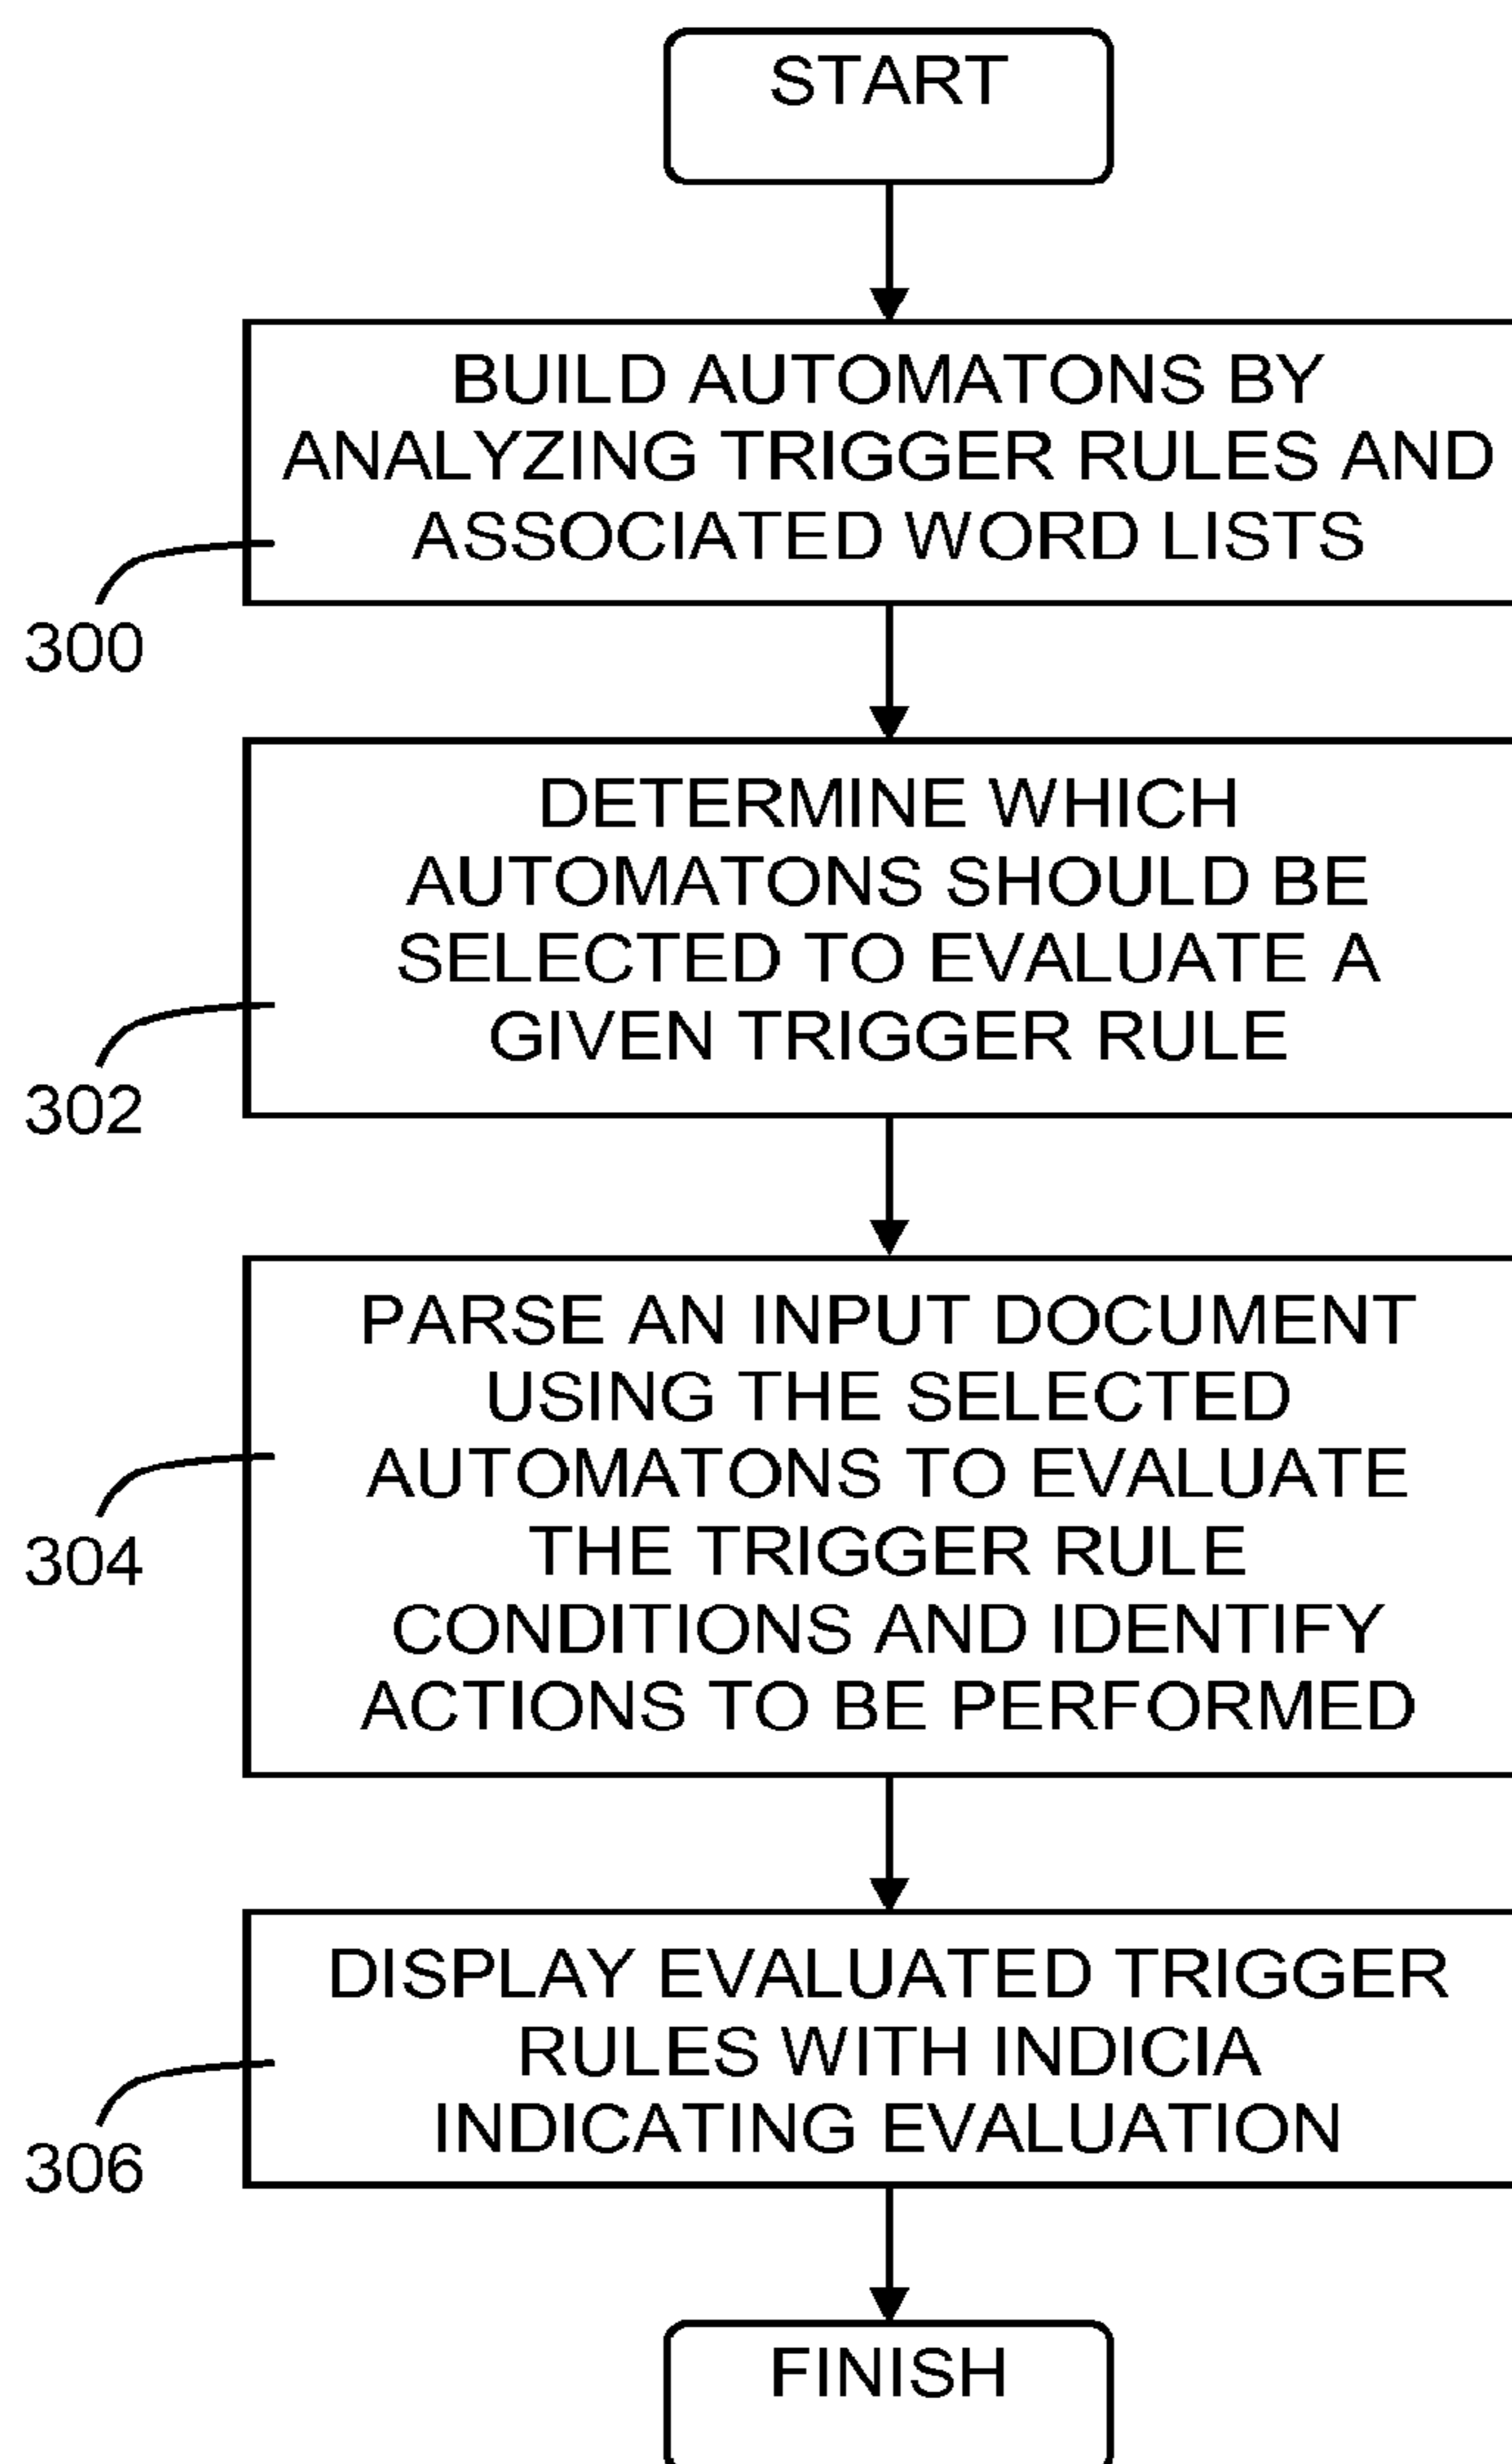 START
BUILD AUTOMATONS BY
ANALYZING TRIGGER RULES AND
ASSOCIATED WORD LISTS
300
DETERMINE WHICH
AUTOMATONS SHOULD BE
SELECTED TO EVALUATE A
GIVEN TRIGGER RULE
302
PARSE AN INPUT DOCUMENT
USING THE SELECTED
AUTOMATONS TO EVALUATE
THE TRIGGER RULE
CONDITIONS AND IDENTIFY
ACTIONS TO BE PERFORMED
304
DISPLAY EVALUATED TRIGGER
RULES WITH INDICIA
INDICATING EVALUATION
306
FINISH